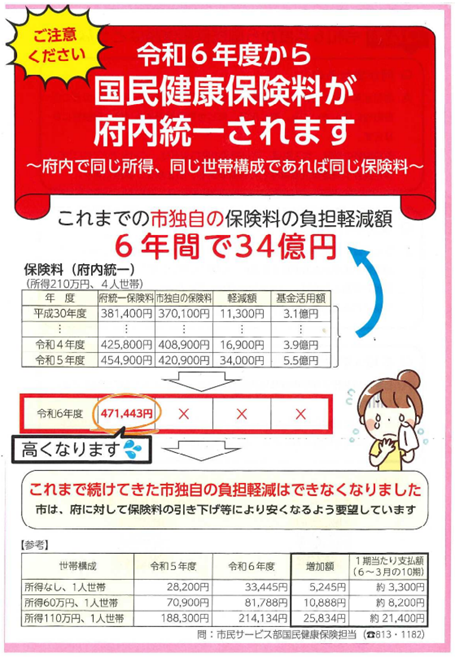 ご注意
ください
令和６年度から
国民健康保険料が
府内統一されます
～府内で同じ所得、同じ世帯構成であれば同じ保険料～
これまでの市独自の保険料の負担軽減額
６年間で34億円
保険料（府内統一）
（所得210万円、４人世帯）
年　度 府統一保険料 市独自の保険料 軽減額 基金活用額
平成30年度 381,400円 370,100円 11,300円 3.1億円
⋮ ⋮ ⋮ ⋮
令和４年度 425,800円 408,900円 16,900円 3.9億円
令和５年度 454,900円 420,900円 34,000円 5.5億円
令和６年度 471,443円 × × ×
高くなります
これまで続けてきた市独自の負担軽減はできなくなりました
市は、府に対して保険料の引き下げ等により安くなるよう要望しています
【参考】
世帯構成 令和５年度 令和６年度 増加額 １期当たり支払額
（６～３月の10期）
所得なし、１人世帯 28,200円 33,445円 5,245円 約 3,300円
所得60万円、１人世帯 70,900円 81,788円 10,888円 約 8,200円
所得110万円、１人世帯 188,300円 214,134円 25,834円 約 21,400円
問：市民サービス部国民健康保険担当（☎813・1182）